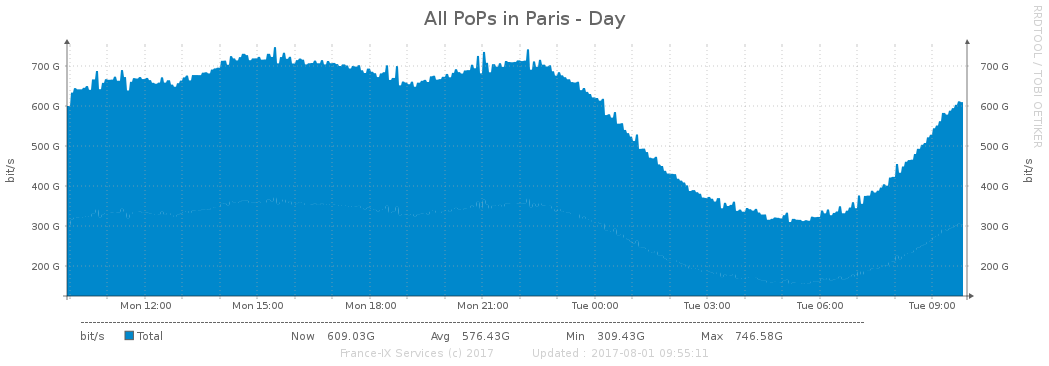 All PoPs in Paris - Day
RRDTOOL / TOBI OETIKER
bit/s
700 G
600 G
500 G
400 G
300 G
200 G
700 G
600 G
500 G
400 G
300 G
200 G
bit/s
Mon 12:00 Mon 15:00 Mon 18:00 Mon 21:00 Tue 00:00 Tue 03:00 Tue 06:00 Tue 09:00
bit/s Total Now 609.03G Avg 576.43G Min 309.43G Max 746.58G
France-IX Services (c) 2017 Updated : 2017-08-01 09:55:11